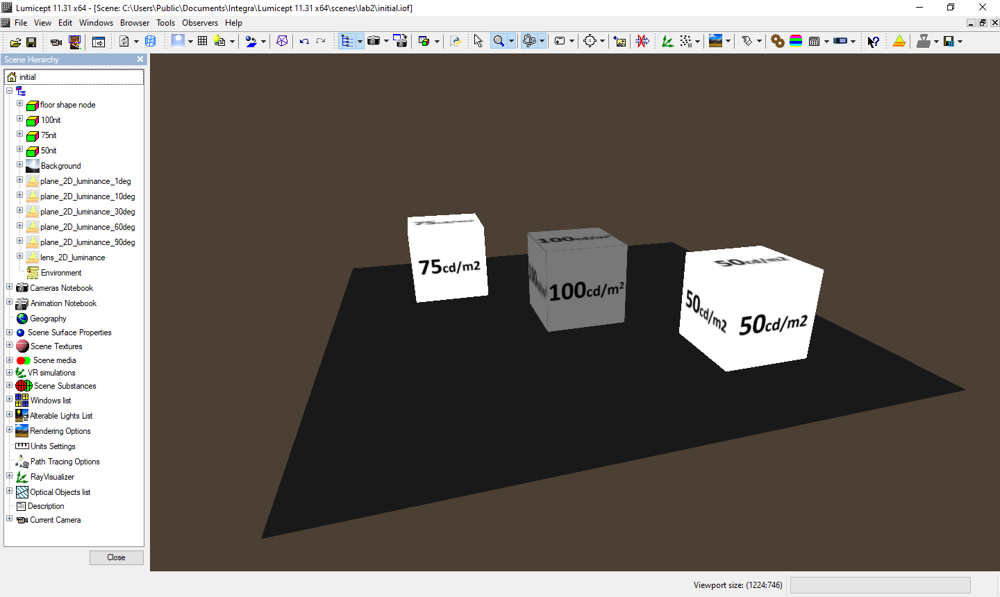 Lumicept 11.31 x64 - [Scene: C:\Users\Public\Documents\Integra\Lumicept 11.31 x64\scenes\lab2\initial.iof]
File View Edit Windows Browser Tools Observers Help
Scene Hierarchy
initial
floor shape node
100nit
75nit
50nit
Background
plane_2D_luminance_1deg
plane_2D_luminance_10deg
plane_2D_luminance_30deg
plane_2D_luminance_60deg
plane_2D_luminance_90deg
lens_2D_luminance
Environment
Cameras Notebook
Animation Notebook
Geography
Scene Surface Properties
Scene Textures
Scene media
VR simulations
Scene Substances
Windows list
Alterable Lights List
Rendering Options
Units Settings
Path Tracing Options
RayVisualizer
Optical Objects list
Description
Current Camera
Close
75cd/m2
75cd/m2
100cd/m²
100cd/m²
100cd/m²
50cd/m2
50cd/m2
50cd/m2
Viewport size: (1224:746)